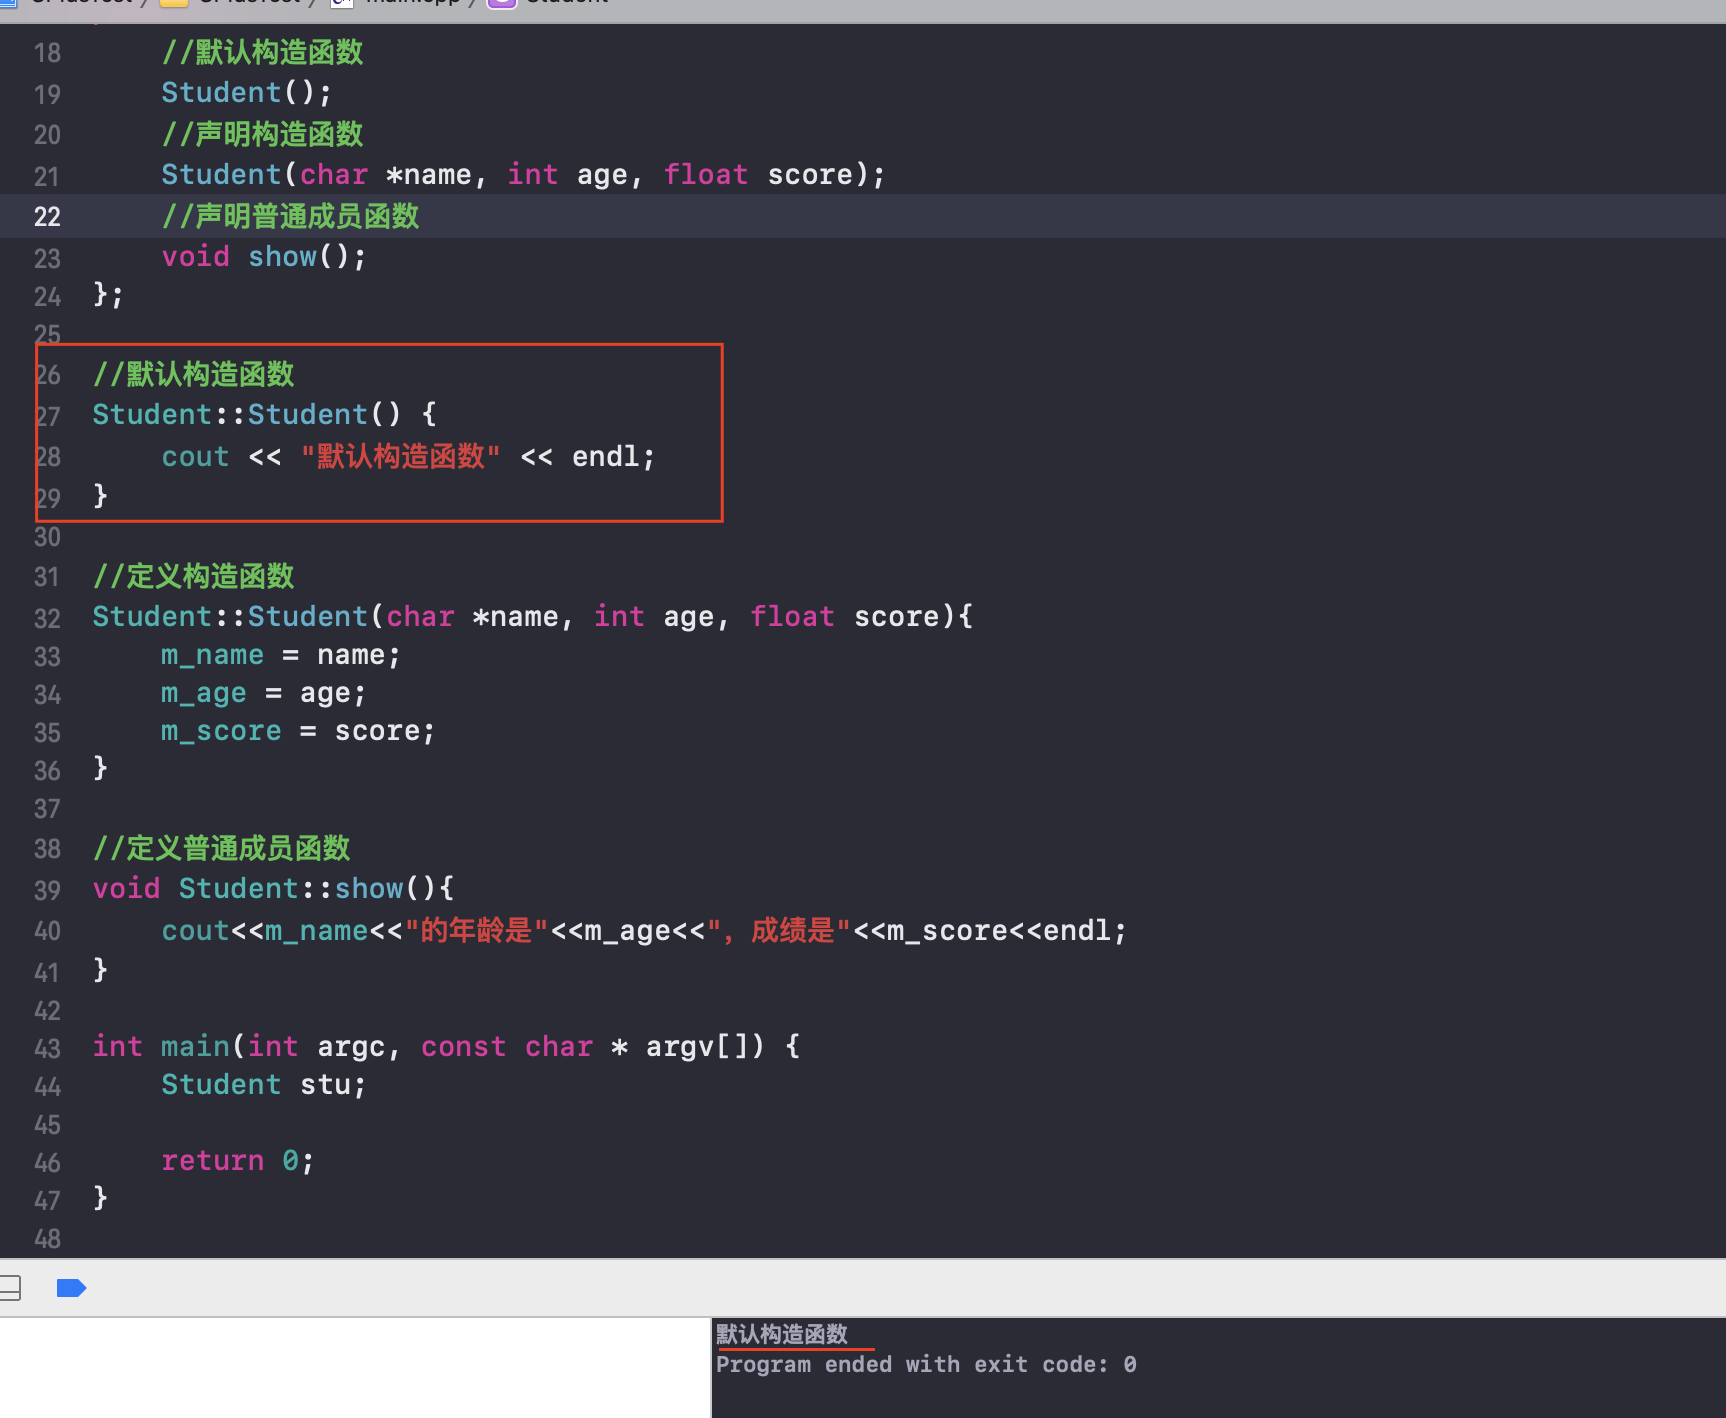 18 //默认构造函数
19 Student();
20 //声明构造函数
21 Student(char *name, int age, float score);
22 //声明普通成员函数
23 void show();
24 };
25
26 //默认构造函数
27 Student::Student() {
28 cout << "默认构造函数" << endl;
29 }
30
31 //定义构造函数
32 Student::Student(char *name, int age, float score){
33 m_name = name;
34 m_age = age;
35 m_score = score;
36 }
37
38 //定义普通成员函数
39 void Student::show(){
40 cout<<m_name<<"的年龄是"<<m_age<<"，成绩是"<<m_score<<endl;
41 }
42
43 int main(int argc, const char * argv[]) {
44 Student stu;
45
46 return 0;
47 }
48
默认构造函数
Program ended with exit code: 0